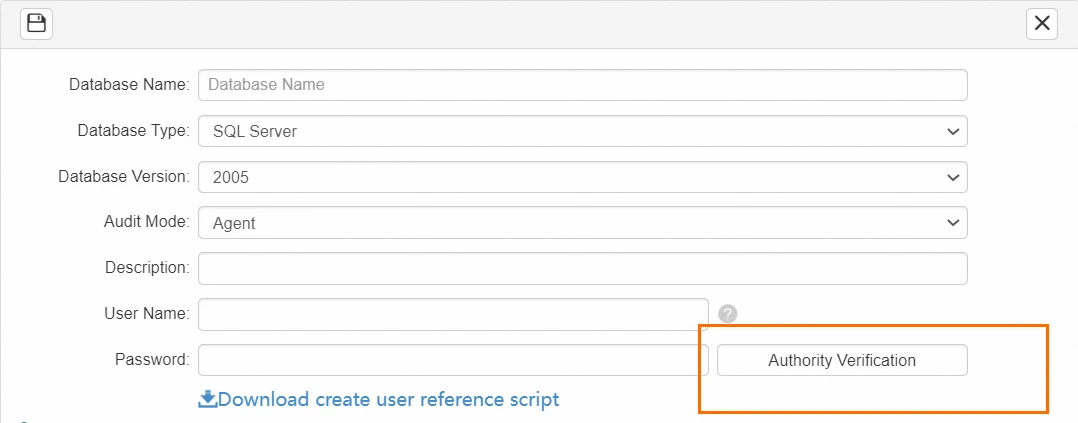 Database Name: Database Name
Database Type: SQL Server
Database Version: 2005
Audit Mode: Agent
Description:
User Name: ?
Password: Authority Verification
Download create user reference script